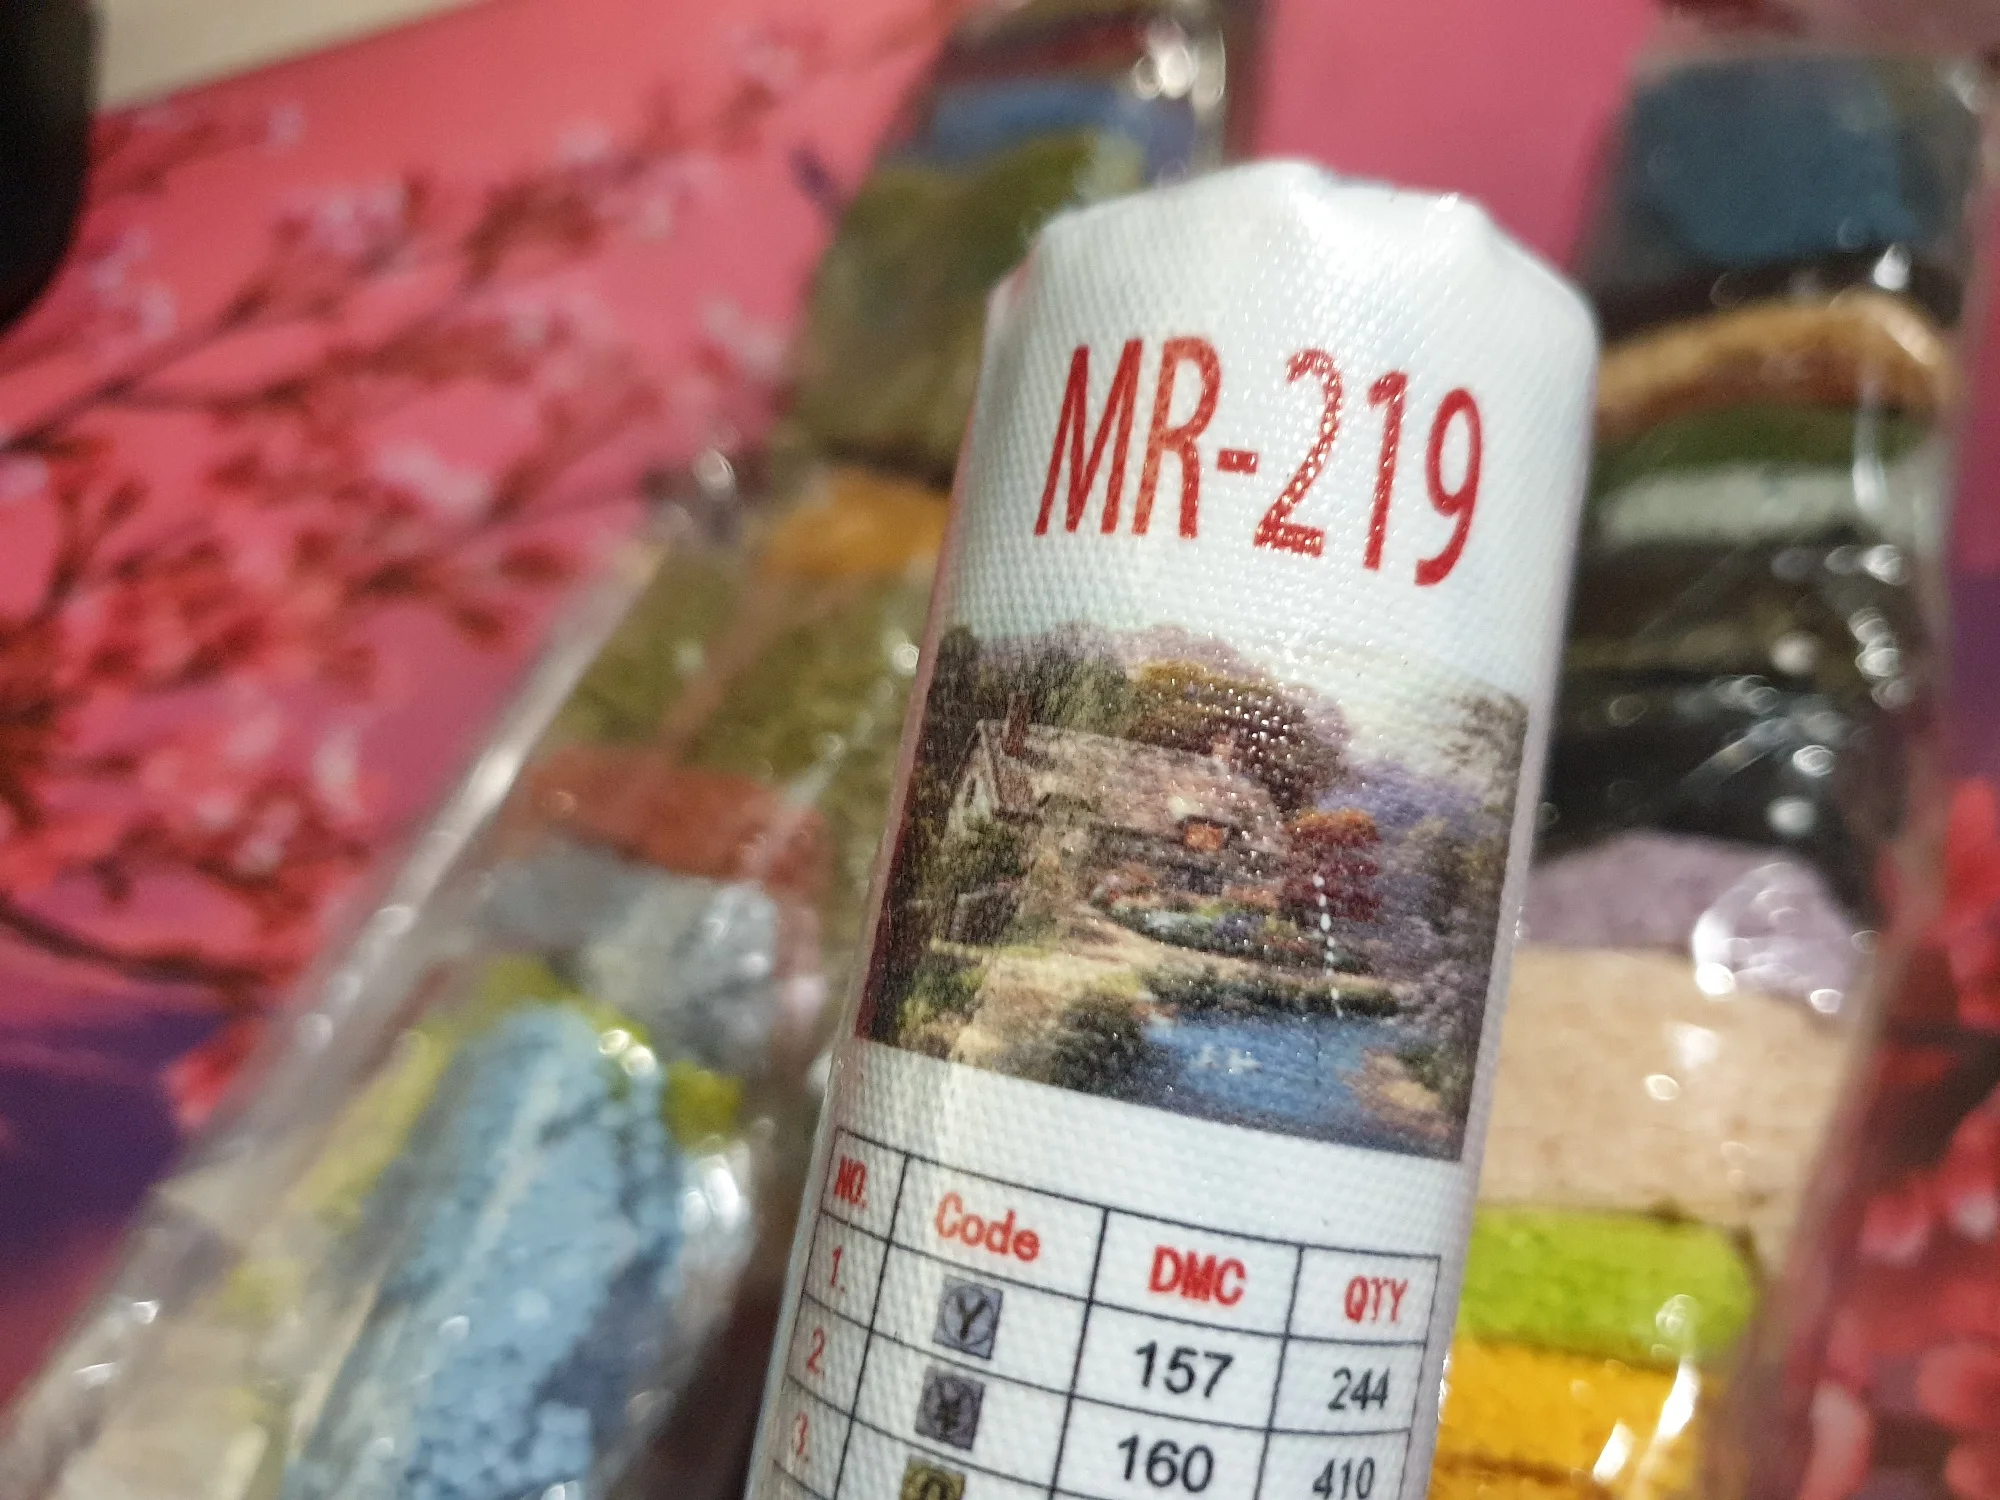 MR-219
NO. Code DMC QTY
1. Y 157 244
2. ¥ 160 410
3.